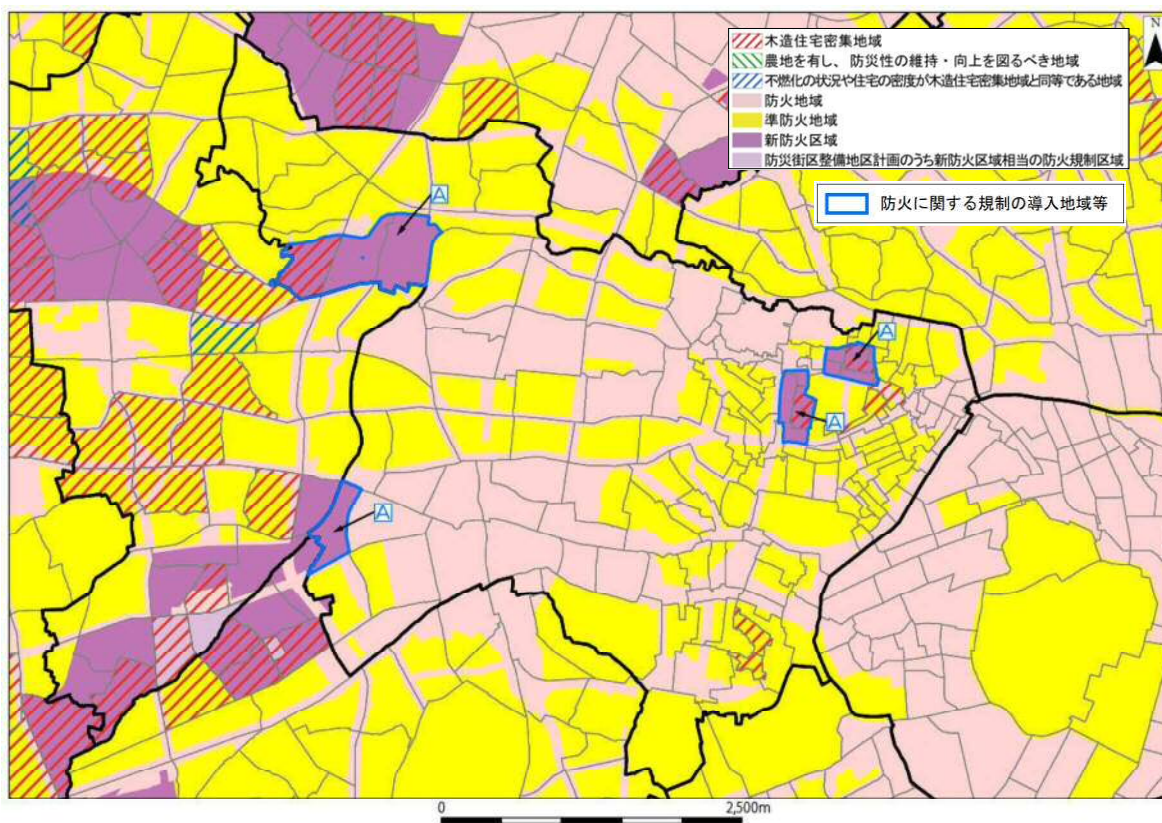 N
木造住宅密集地域
農地を有し、防災性の維持・向上を図るべき地域
不燃化の状況や住宅の密度が木造住宅密集地域と同等である地域
防火地域
準防火地域
新防火区域
防災街区整備地区計画のうち新防火区域相当の防火規制区域
防火に関する規制の導入地域等
A
A
A
A
0 2,500m